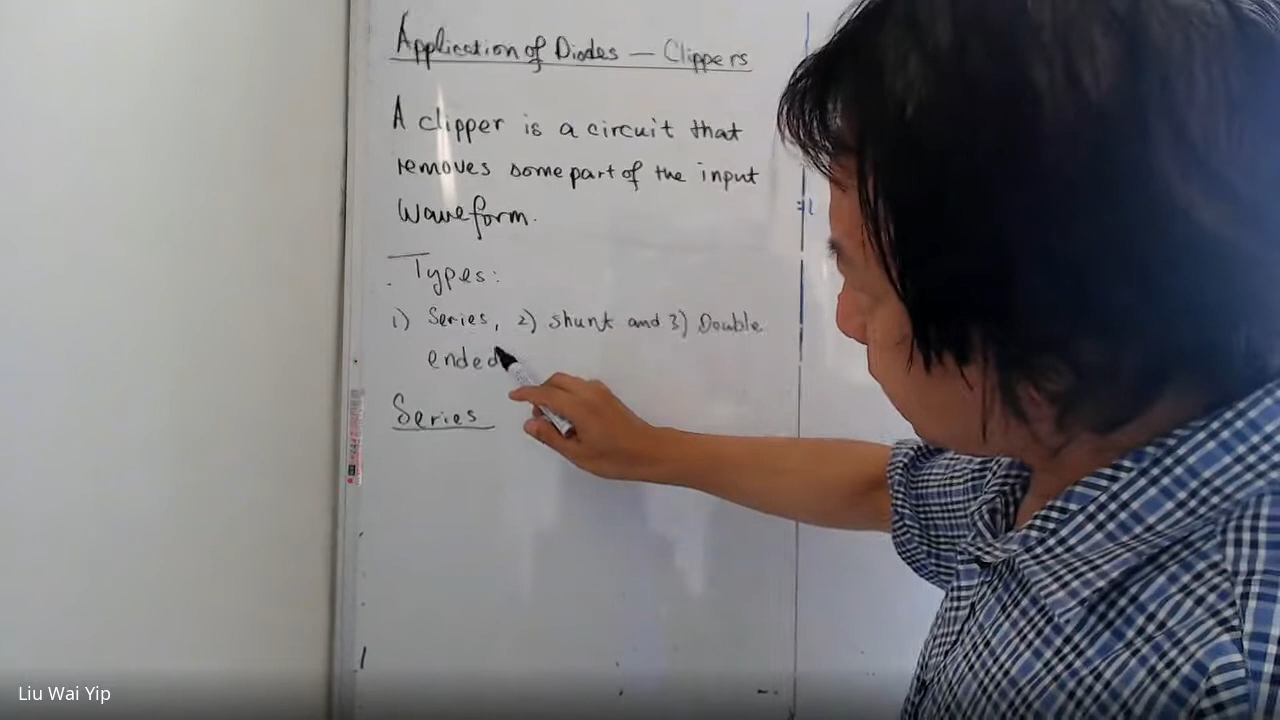 Application of Diodes — Clippers
A clipper is a circuit that
removes some part of the input
waveform.
Types:
1) Series, 2) shunt and 3) Double
ended
Series
Liu Wai Yip